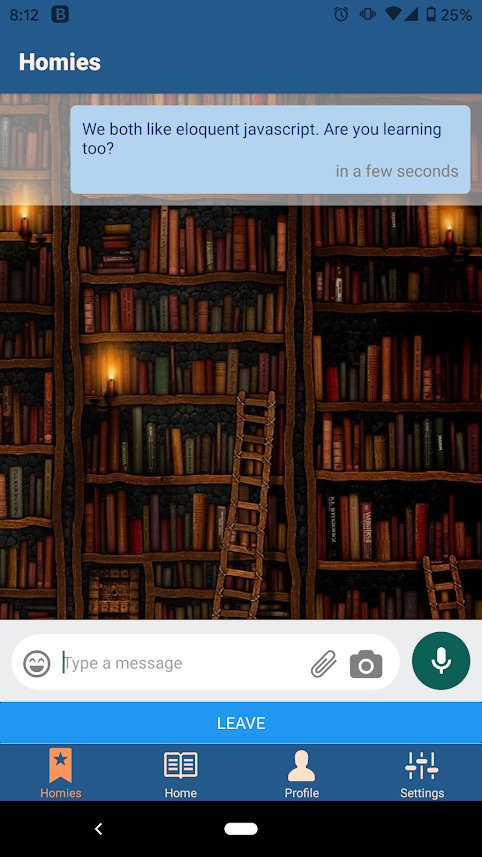 8:12
B
25%
Homies
We both like eloquent javascript. Are you learning
too?
in a few seconds
Type a message
LEAVE
Homies
Home
Profile
Settings